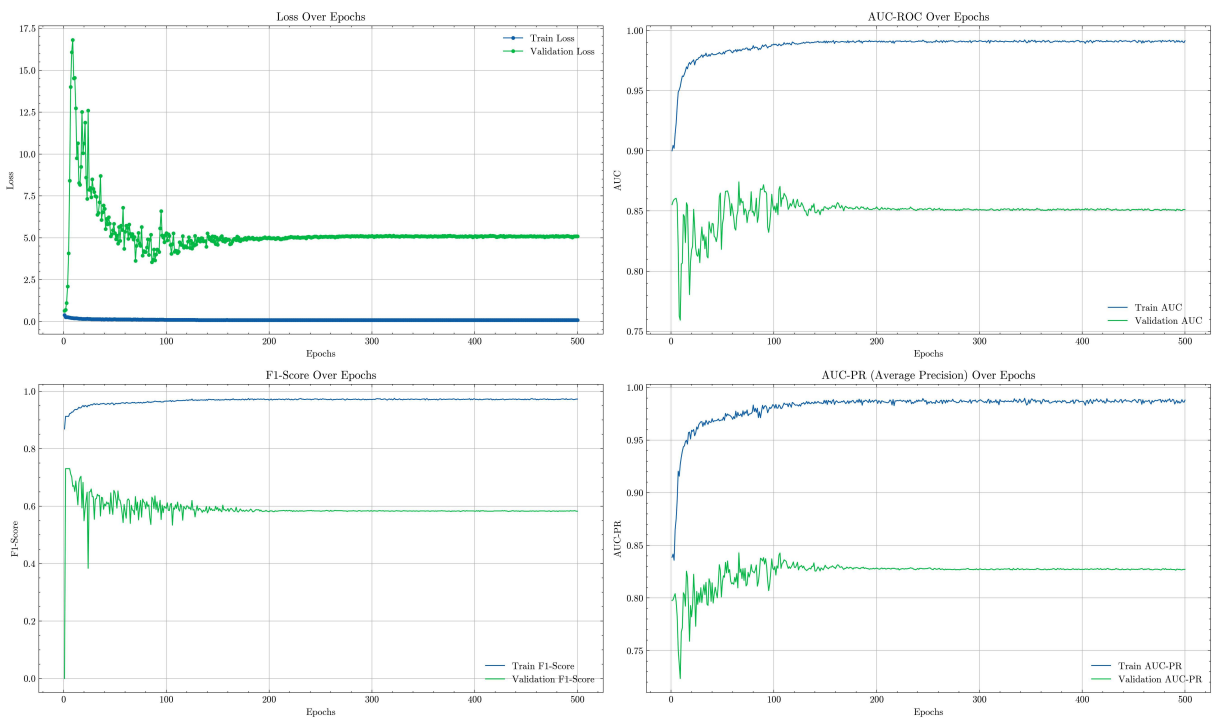 Loss Over Epochs
17.5
15.0
12.5
10.0
7.5
5.0
2.5
0.0
Loss
Train Loss
Validation Loss
0 100 200 300 400 500
Epochs
AUC-ROC Over Epochs
1.00
0.95
0.90
0.85
0.80
0.75
AUC
Train AUC
Validation AUC
0 100 200 300 400 500
Epochs
F1-Score Over Epochs
1.0
0.8
0.6
0.4
0.2
0.0
F1-Score
Train F1-Score
Validation F1-Score
0 100 200 300 400 500
Epochs
AUC-PR (Average Precision) Over Epochs
1.00
0.95
0.90
0.85
0.80
0.75
AUC-PR
Train AUC-PR
Validation AUC-PR
0 100 200 300 400 500
Epochs